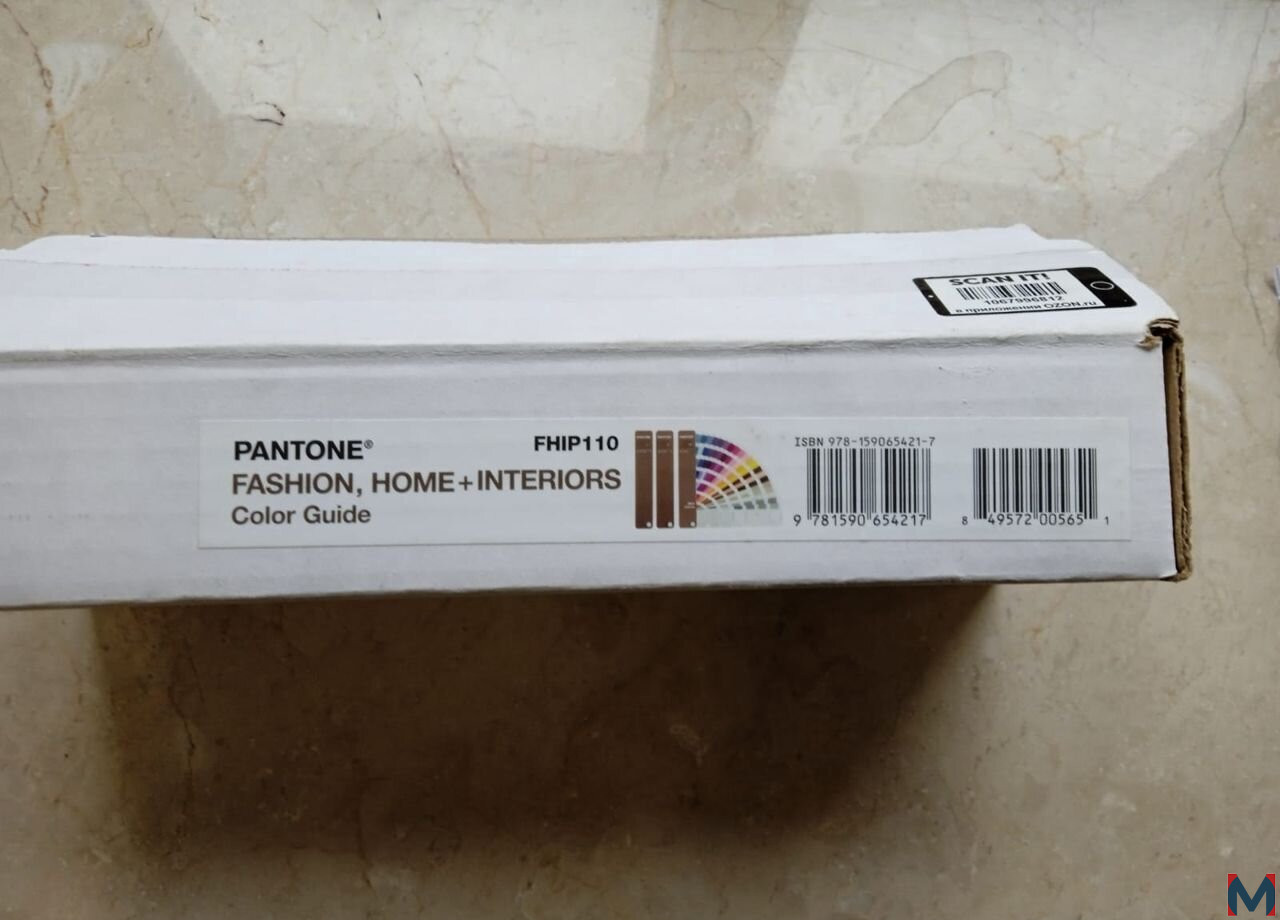 SCAN IT!
1067996812
в приложении OZON.ru
PANTONE®
FHIP110
FASHION, HOME+INTERIORS
Color Guide
ISBN 978-159065421-7
9 781590 654217
8 49572 00565 1
M